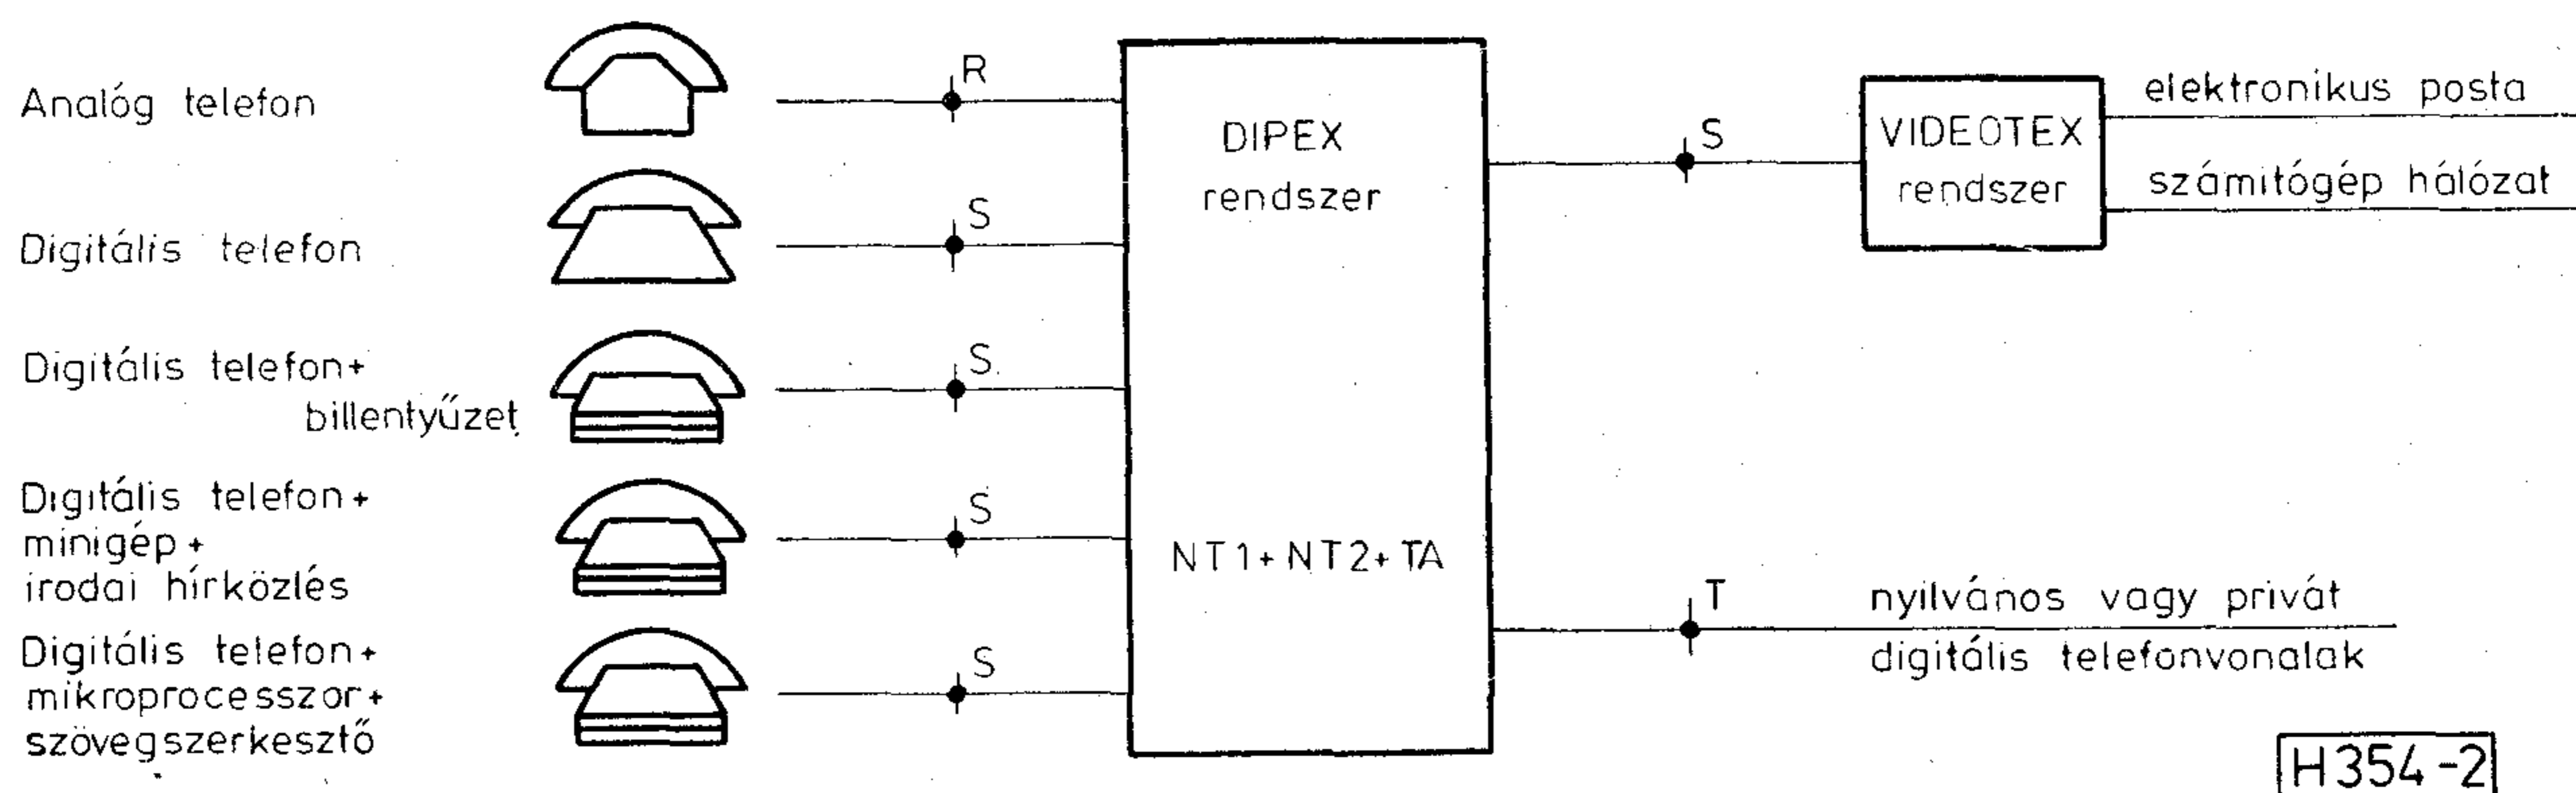 Analóg telefon
R
Digitális telefon
S
Digitális telefon+
billentyűzet
S
Digitális telefon+
minigép+
irodai hírközlés
S
Digitális telefon+
mikroprocesszor+
szövegszerkesztő
S
DIPEX
rendszer
NT1+NT2+TA
S
VIDEOTEX
rendszer
elektronikus posta
számitógép hálózat
T
nyilvános vagy privát
digitális telefonvonalak
H354-2